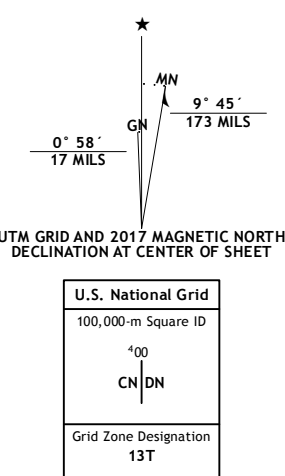 ★
MN
GN
9° 45´
173 MILS
0° 58´
17 MILS
UTM GRID AND 2017 MAGNETIC NORTH
DECLINATION AT CENTER OF SHEET
U.S. National Grid
100,000-m Square ID
⁴00
CN DN
Grid Zone Designation
13T